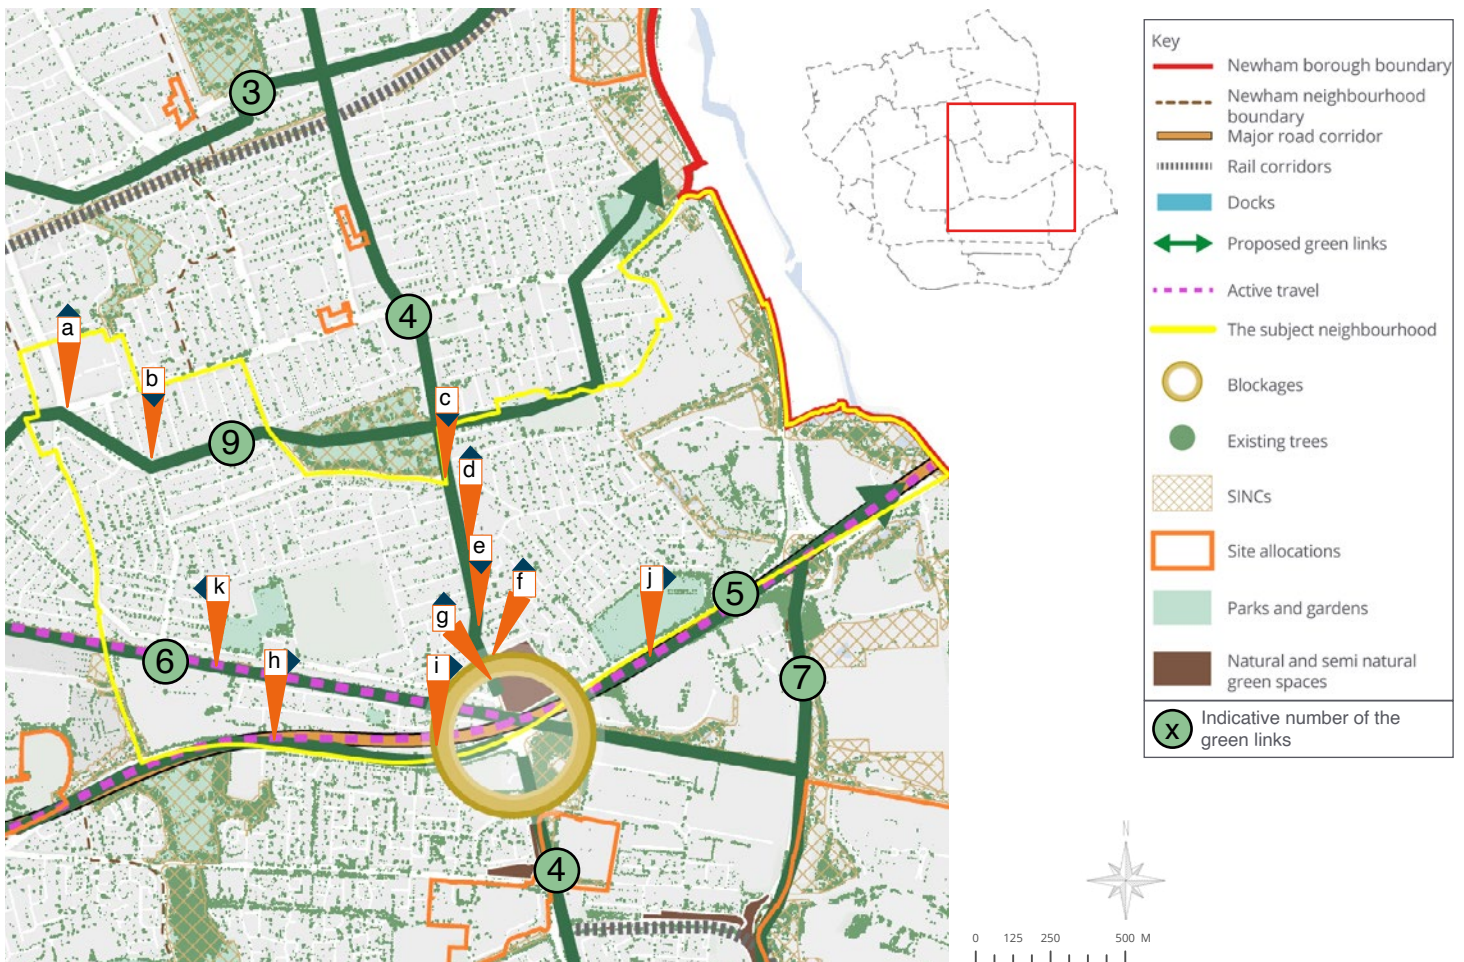 3
4
a
b
c
9
d
e
f
g
k
j
5
6
h
i
7
4
Key
Newham borough boundary
Newham neighbourhood
boundary
Major road corridor
Rail corridors
Docks
Proposed green links
Active travel
The subject neighbourhood
Blockages
Existing trees
SINCs
Site allocations
Parks and gardens
Natural and semi natural
green spaces
x
Indicative number of the
green links
N
0 125 250 500 M